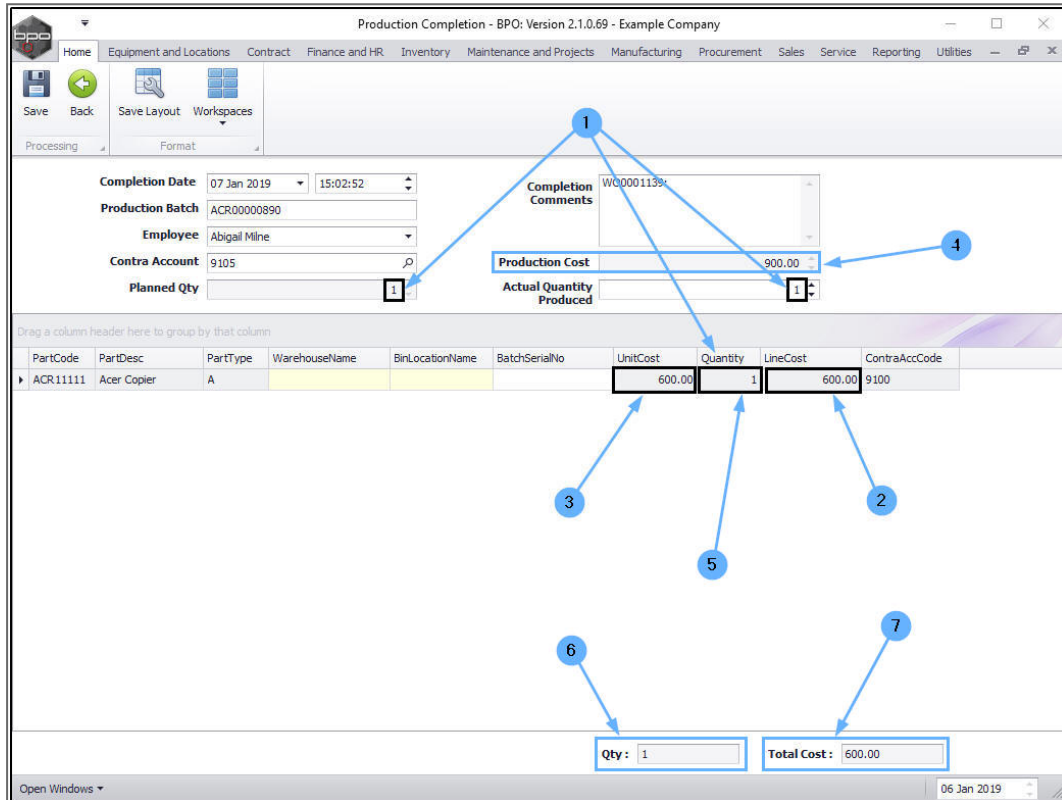 Production Completion - BPO: Version 2.1.0.69 - Example Company
bpo
Home Equipment and Locations Contract Finance and HR Inventory Maintenance and Projects Manufacturing Procurement Sales Service Reporting Utilities
Save Back Save Layout Workspaces
Processing Format
1
Completion Date 07 Jan 2019 15:02:52
Completion Comments WO0001139:
Production Batch ACR00000890
Employee Abigail Milne
4
Contra Account 9105
Production Cost 900.00
Planned Qty 1
Actual Quantity Produced 1
Drag a column header here to group by that column
PartCode PartDesc PartType WarehouseName BinLocationName BatchSerialNo UnitCost Quantity LineCost ContraAccCode
ACR11111 Acer Copier A 600.00 1 600.00 9100
3 2
5
7
6
Qty : 1 Total Cost : 600.00
Open Windows 06 Jan 2019